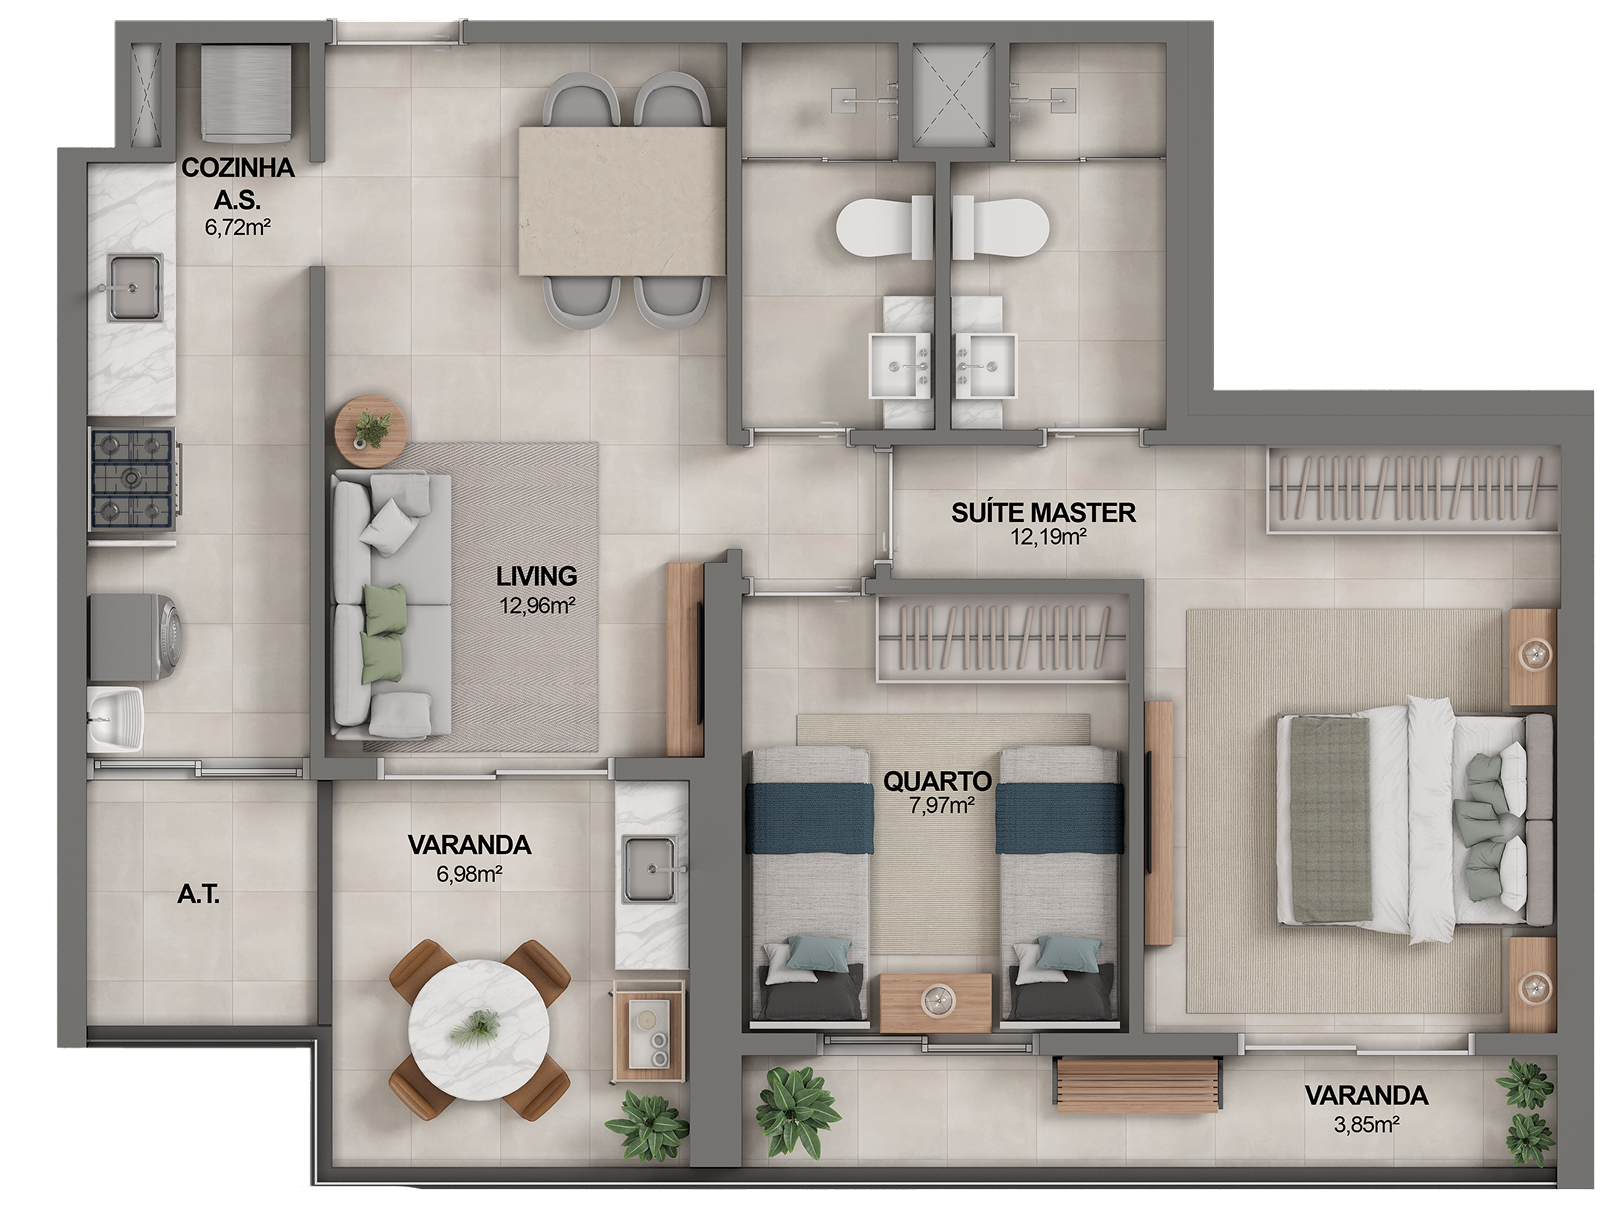 COZINHA
A.S.
6,72m²
SUÍTE MASTER
12,19m²
LIVING
12,96m²
QUARTO
7,97m²
VARANDA
6,98m²
A.T.
VARANDA
3,85m²